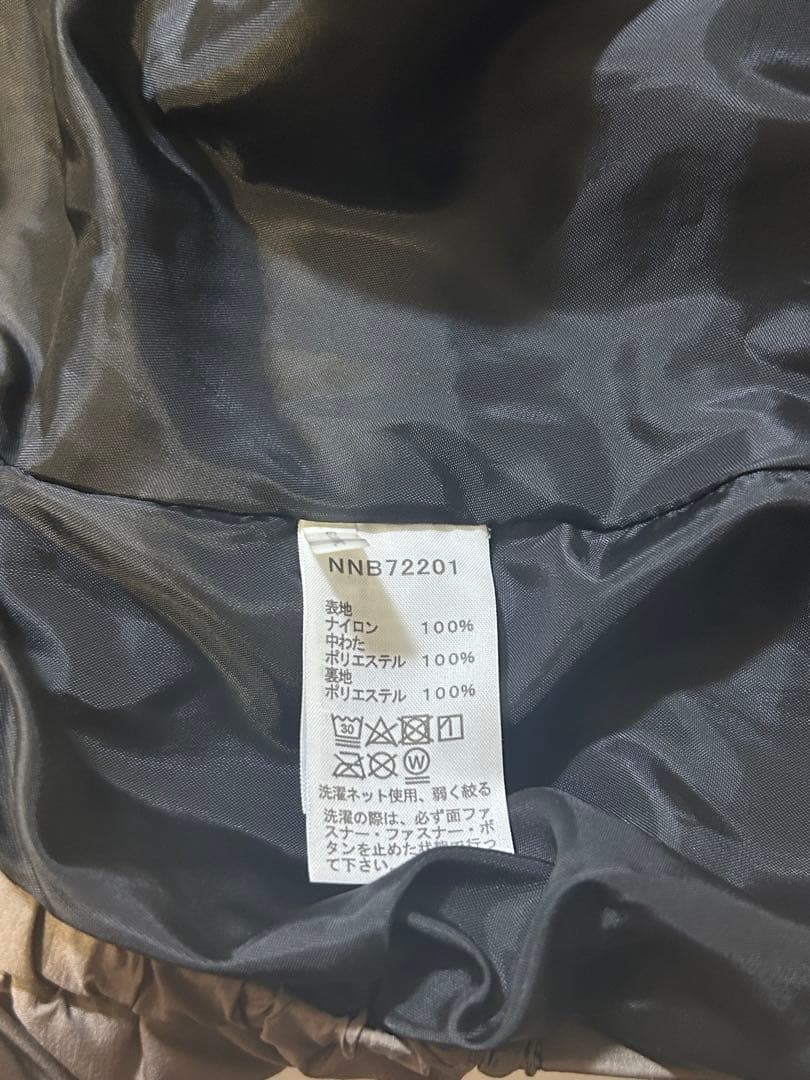 NNB72201
表地
ナイロン 100%
中わた
ポリエステル 100%
裏地
ポリエステル 100%
30
W
洗濯ネット使用、弱く絞る
洗濯の際は、必ず面ファ
スナー・ファスナー・ボ
タンを止めた状態で行っ
て下さい